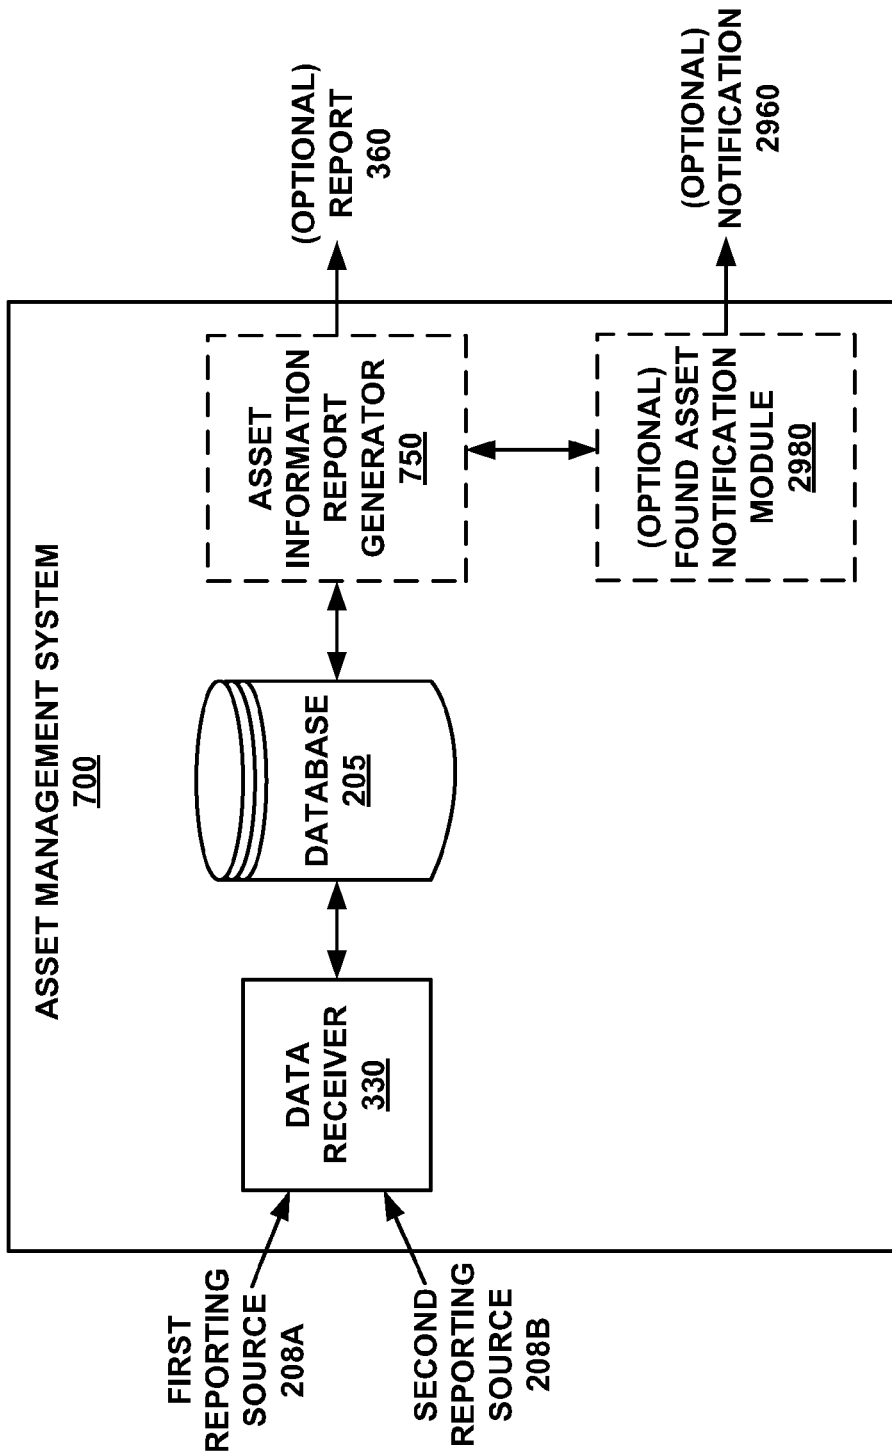 ASSET MANAGEMENT SYSTEM
700
FIRST
REPORTING
SOURCE
208A
SECOND
REPORTING
SOURCE
208B
DATA
RECEIVER
330
DATABASE
205
ASSET
INFORMATION
REPORT
GENERATOR
750
(OPTIONAL)
REPORT
360
(OPTIONAL)
FOUND ASSET
NOTIFICATION
MODULE
2980
(OPTIONAL)
NOTIFICATION
2960